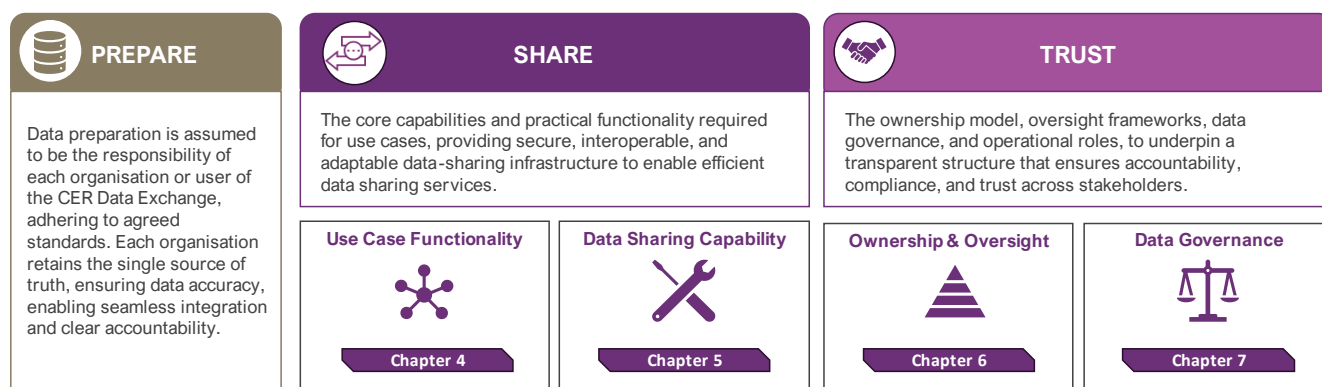 PREPARE
Data preparation is assumed
to be the responsibility of
each organisation or user of
the CER Data Exchange,
adhering to agreed
standards. Each organisation
retains the single source of
truth, ensuring data accuracy,
enabling seamless integration
and clear accountability.
SHARE
The core capabilities and practical functionality required
for use cases, providing secure, interoperable, and
adaptable data-sharing infrastructure to enable efficient
data sharing services.
Use Case Functionality
Chapter 4
Data Sharing Capability
Chapter 5
TRUST
The ownership model, oversight frameworks, data
governance, and operational roles, to underpin a
transparent structure that ensures accountability,
compliance, and trust across stakeholders.
Ownership & Oversight
Chapter 6
Data Governance
Chapter 7